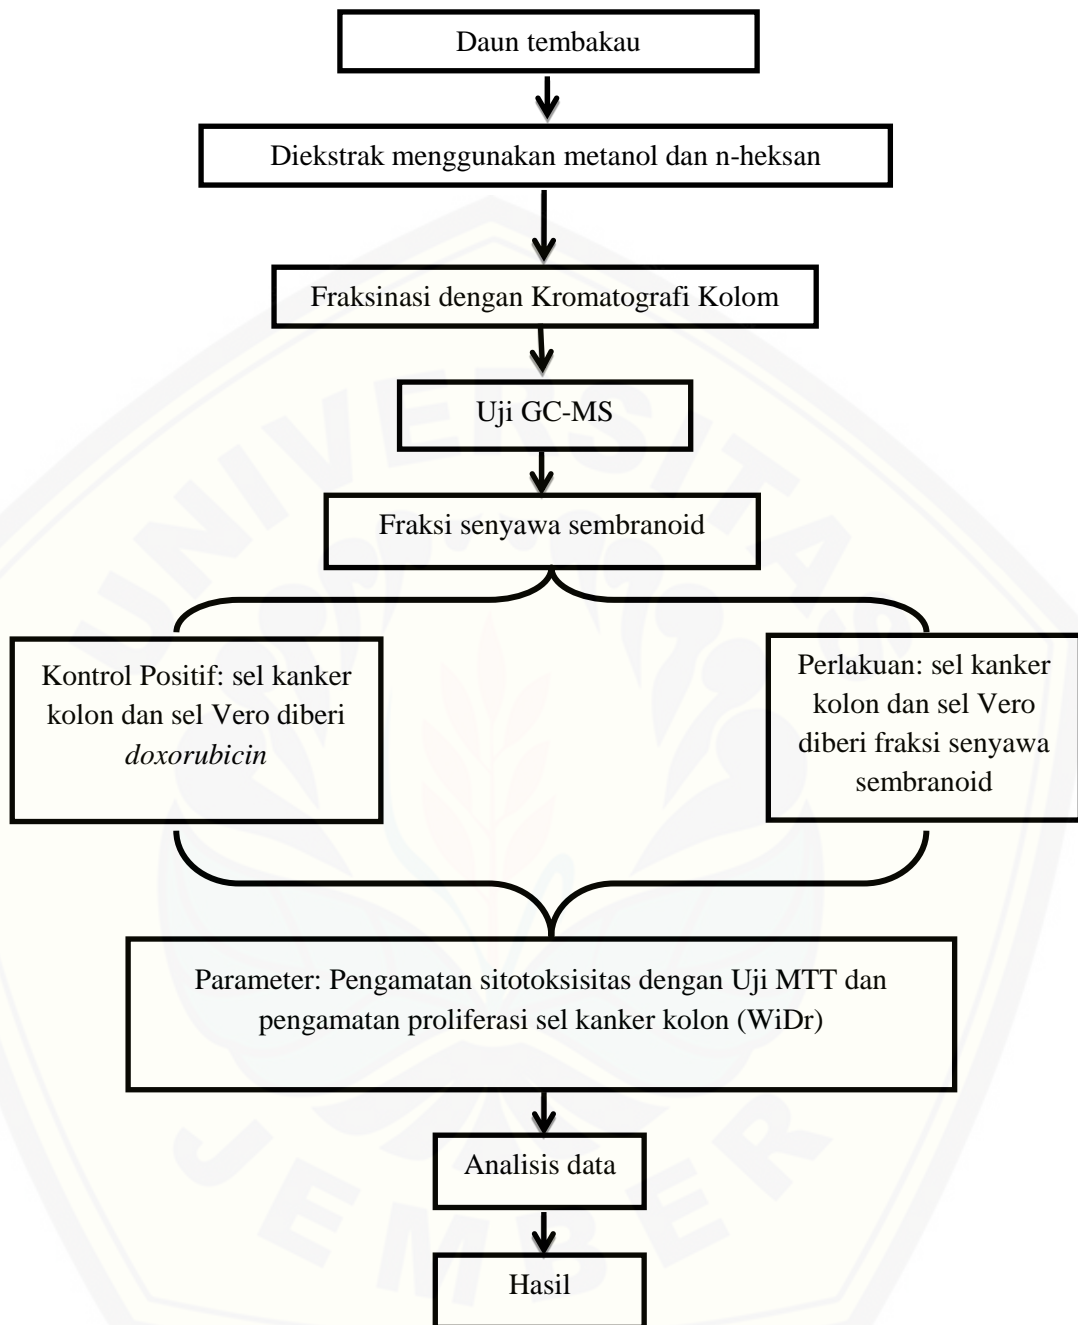 Daun tembakau
Diekstrak menggunakan metanol dan n-heksan
Fraksinasi dengan Kromatografi Kolom
Uji GC-MS
Fraksi senyawa sembranoid
Kontrol Positif: sel kanker
kolon dan sel Vero diberi
doxorubicin
Perlakuan: sel kanker
kolon dan sel Vero
diberi fraksi senyawa
sembranoid
Parameter: Pengamatan sitotoksisitas dengan Uji MTT dan
pengamatan proliferasi sel kanker kolon (WiDr)
Analisis data
Hasil
UNIVERSITAS
JEMBER